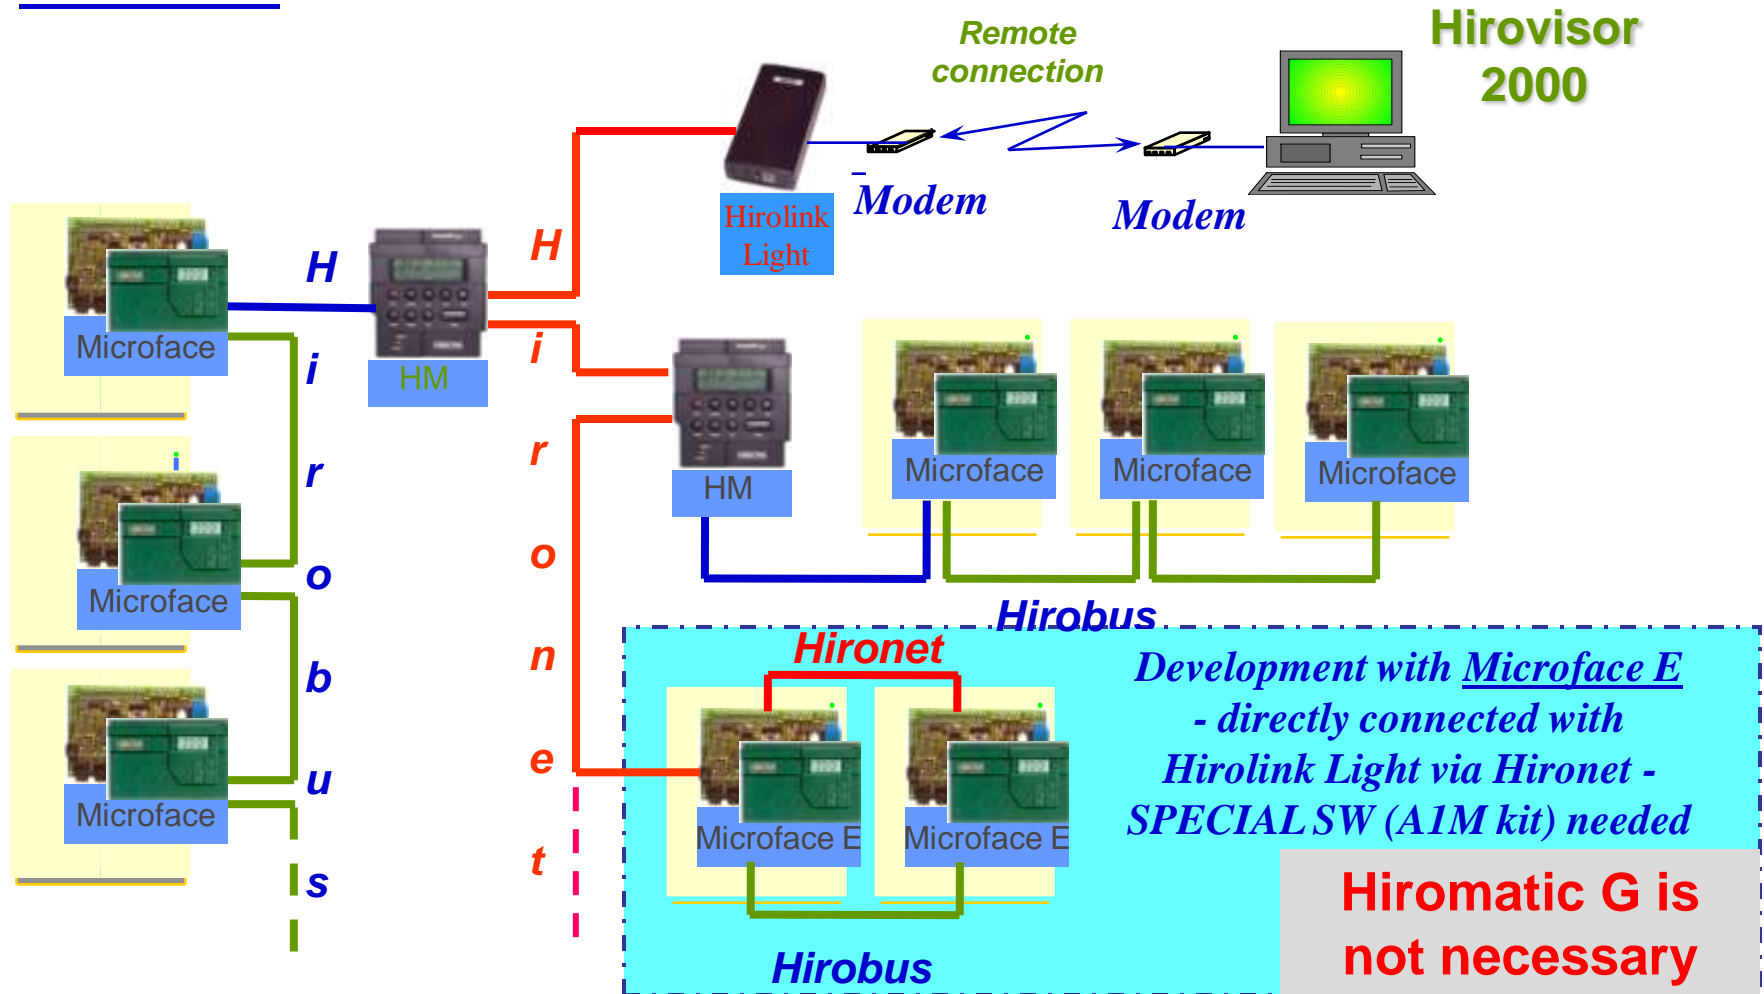 Remote
connection
Hirovisor
2000
Modem
Modem
Hirolink
Light
Hirobus
Hironet
Microface
HM
Microface
Microface
HM
Microface
Microface
Microface
Hirobus
Hironet
Microface E
Microface E
Hirobus
Development with Microface E
- directly connected with
Hirolink Light via Hironet -
SPECIAL SW (A1M kit) needed
Hiromatic G is
not necessary